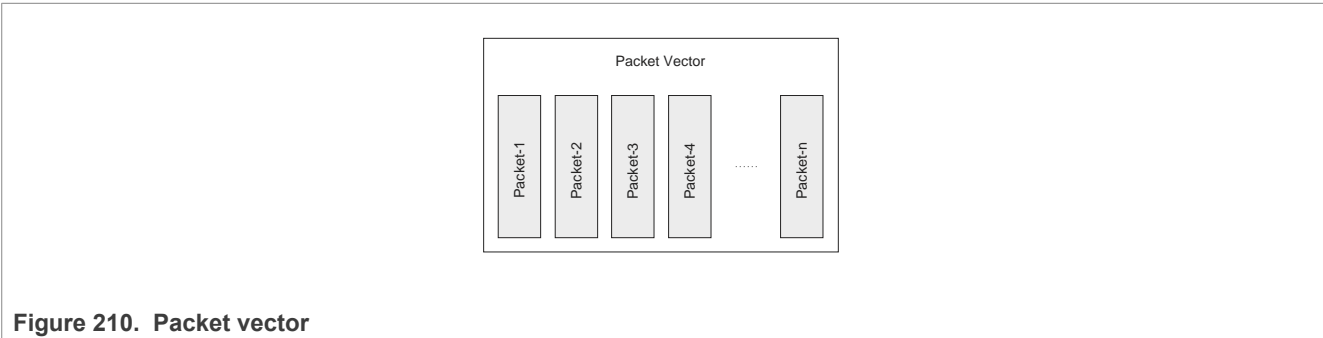 Packet Vector
Packet-1
Packet-2
Packet-3
Packet-4
......
Packet-n
Figure 210. Packet vector